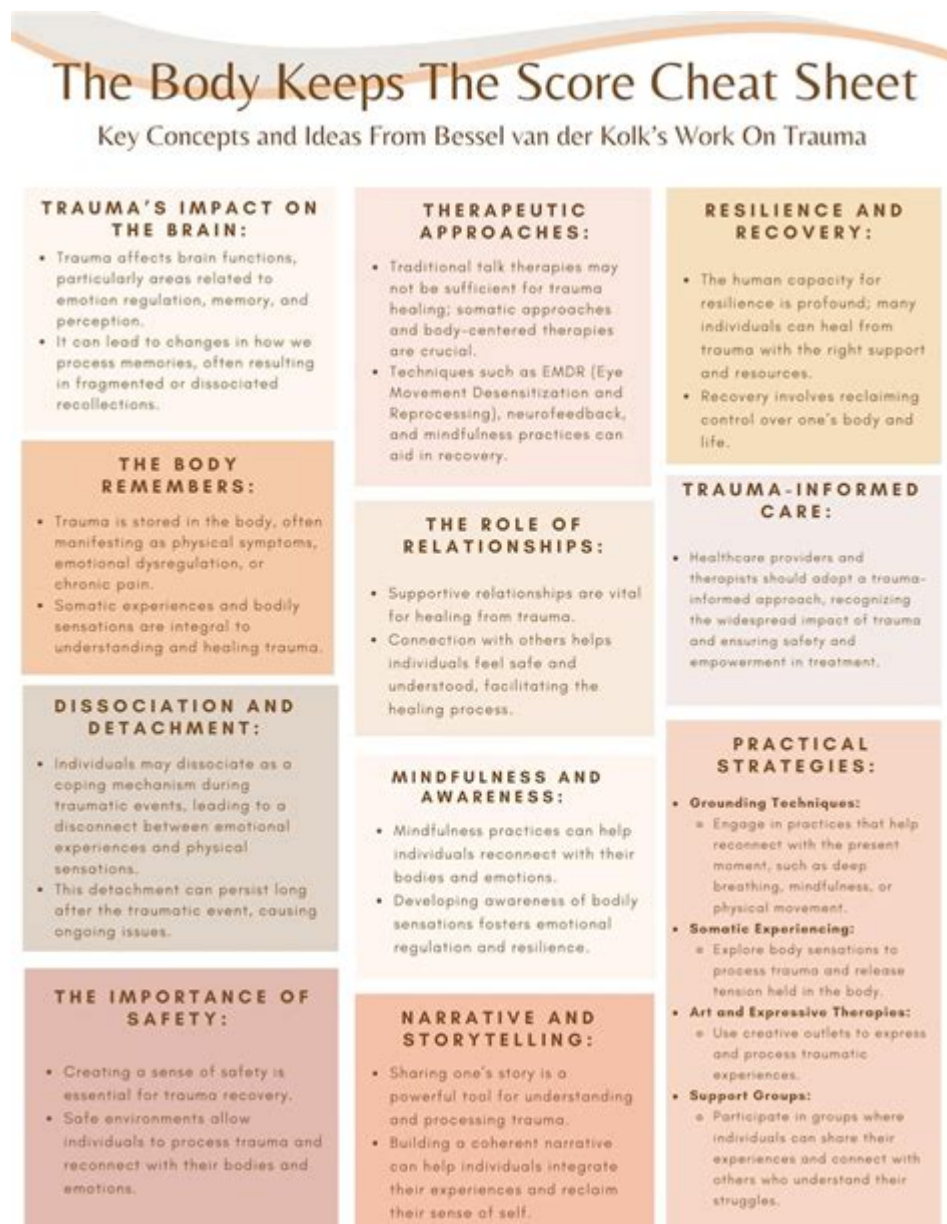 The Body Keeps The Score Cheat Sheet
Key Concepts and Ideas From Bessel van der Kolk's Work On Trauma
TRAUMA'S IMPACT ON
THE BRAIN:
• Trauma affects brain functions,
particularly areas related to
emotion regulation, memory, and
perception.
• It can lead to changes in how we
process memories, often resulting
in fragmented or dissociated
recollections.
THE BODY
REMEMBERS:
• Trauma is stored in the body, often
manifesting as physical symptoms,
emotional dysregulation, or
chronic pain.
• Somatic experiences and bodily
sensations are integral to
understanding and healing trauma.
DISSOCIATION AND
DETACHMENT:
• Individuals may dissociate as a
coping mechanism during
traumatic events, leading to a
disconnect between emotional
experiences and physical
sensations.
• This detachment can persist long
after the traumatic event, causing
ongoing issues.
THE IMPORTANCE OF
SAFETY:
• Creating a sense of safety is
essential for trauma recovery.
• Safe environments allow
individuals to process trauma and
reconnect with their bodies and
emotions.
THERAPEUTIC
APPROACHES:
• Traditional talk therapies may
not be sufficient for trauma
healing; somatic approaches
and body-centered therapies
are crucial.
• Techniques such as EMDR (Eye
Movement Desensitization and
Reprocessing), neurofeedback,
and mindfulness practices can
aid in recovery.
THE ROLE OF
RELATIONSHIPS:
• Supportive relationships are vital
for healing from trauma.
• Connection with others helps
individuals feel safe and
understood, facilitating the
healing process.
MINDFULNESS AND
AWARENESS:
• Mindfulness practices can help
individuals reconnect with their
bodies and emotions.
• Developing awareness of bodily
sensations fosters emotional
regulation and resilience.
NARRATIVE AND
STORYTELLING:
• Sharing one's story is a
powerful tool for understanding
and processing trauma.
• Building a coherent narrative
can help individuals integrate
their experiences and reclaim
their sense of self.
RESILIENCE AND
RECOVERY:
• The human capacity for
resilience is profound; many
individuals can heal from
trauma with the right support
and resources.
• Recovery involves reclaiming
control over one's body and
life.
TRAUMA-INFORMED
CARE:
• Healthcare providers and
therapists should adopt a trauma-
informed approach, recognizing
the widespread impact of trauma
and ensuring safety and
empowerment in treatment.
PRACTICAL
STRATEGIES:
• Grounding Techniques:
Engage in practices that help
reconnect with the present
moment, such as deep
breathing, mindfulness, or
physical movement.
• Somatic Experiencing:
Explore body sensations to
process trauma and release
tension held in the body.
• Art and Expressive Therapies:
Use creative outlets to express
and process traumatic
experiences.
• Support Groups:
Participate in groups where
individuals can share their
experiences and connect with
others who understand their
struggles.